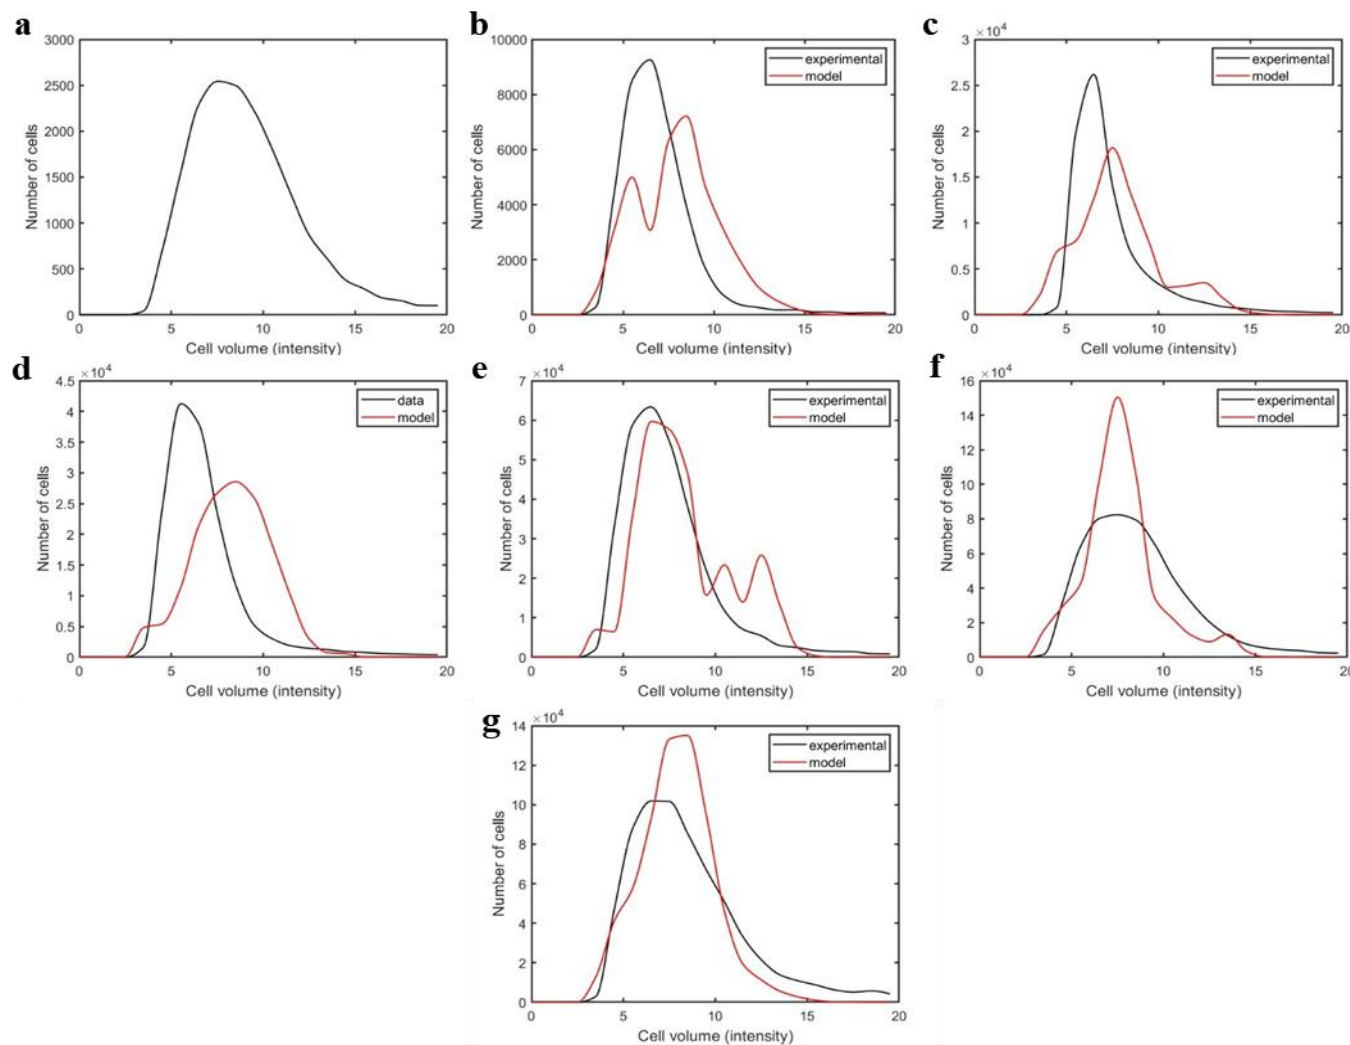 a
3000
2500
2000
1500
1000
500
0
0 5 10 15 20
Number of cells
Cell volume (intensity)
b
10000
8000
6000
4000
2000
0
0 5 10 15 20
Number of cells
Cell volume (intensity)
experimental
model
c
×10⁴
3
2.5
2
1.5
1
0.5
0
0 5 10 15 20
Number of cells
Cell volume (intensity)
experimental
model
d
×10⁴
4.5
4
3.5
3
2.5
2
1.5
1
0.5
0
0 5 10 15 20
Number of cells
Cell volume (intensity)
data
model
e
×10⁴
7
6
5
4
3
2
1
0
0 5 10 15 20
Number of cells
Cell volume (intensity)
experimental
model
f
×10⁴
16
14
12
10
8
6
4
2
0
0 5 10 15 20
Number of cells
Cell volume (intensity)
experimental
model
g
×10⁴
14
12
10
8
6
4
2
0
0 5 10 15 20
Number of cells
Cell volume (intensity)
experimental
model